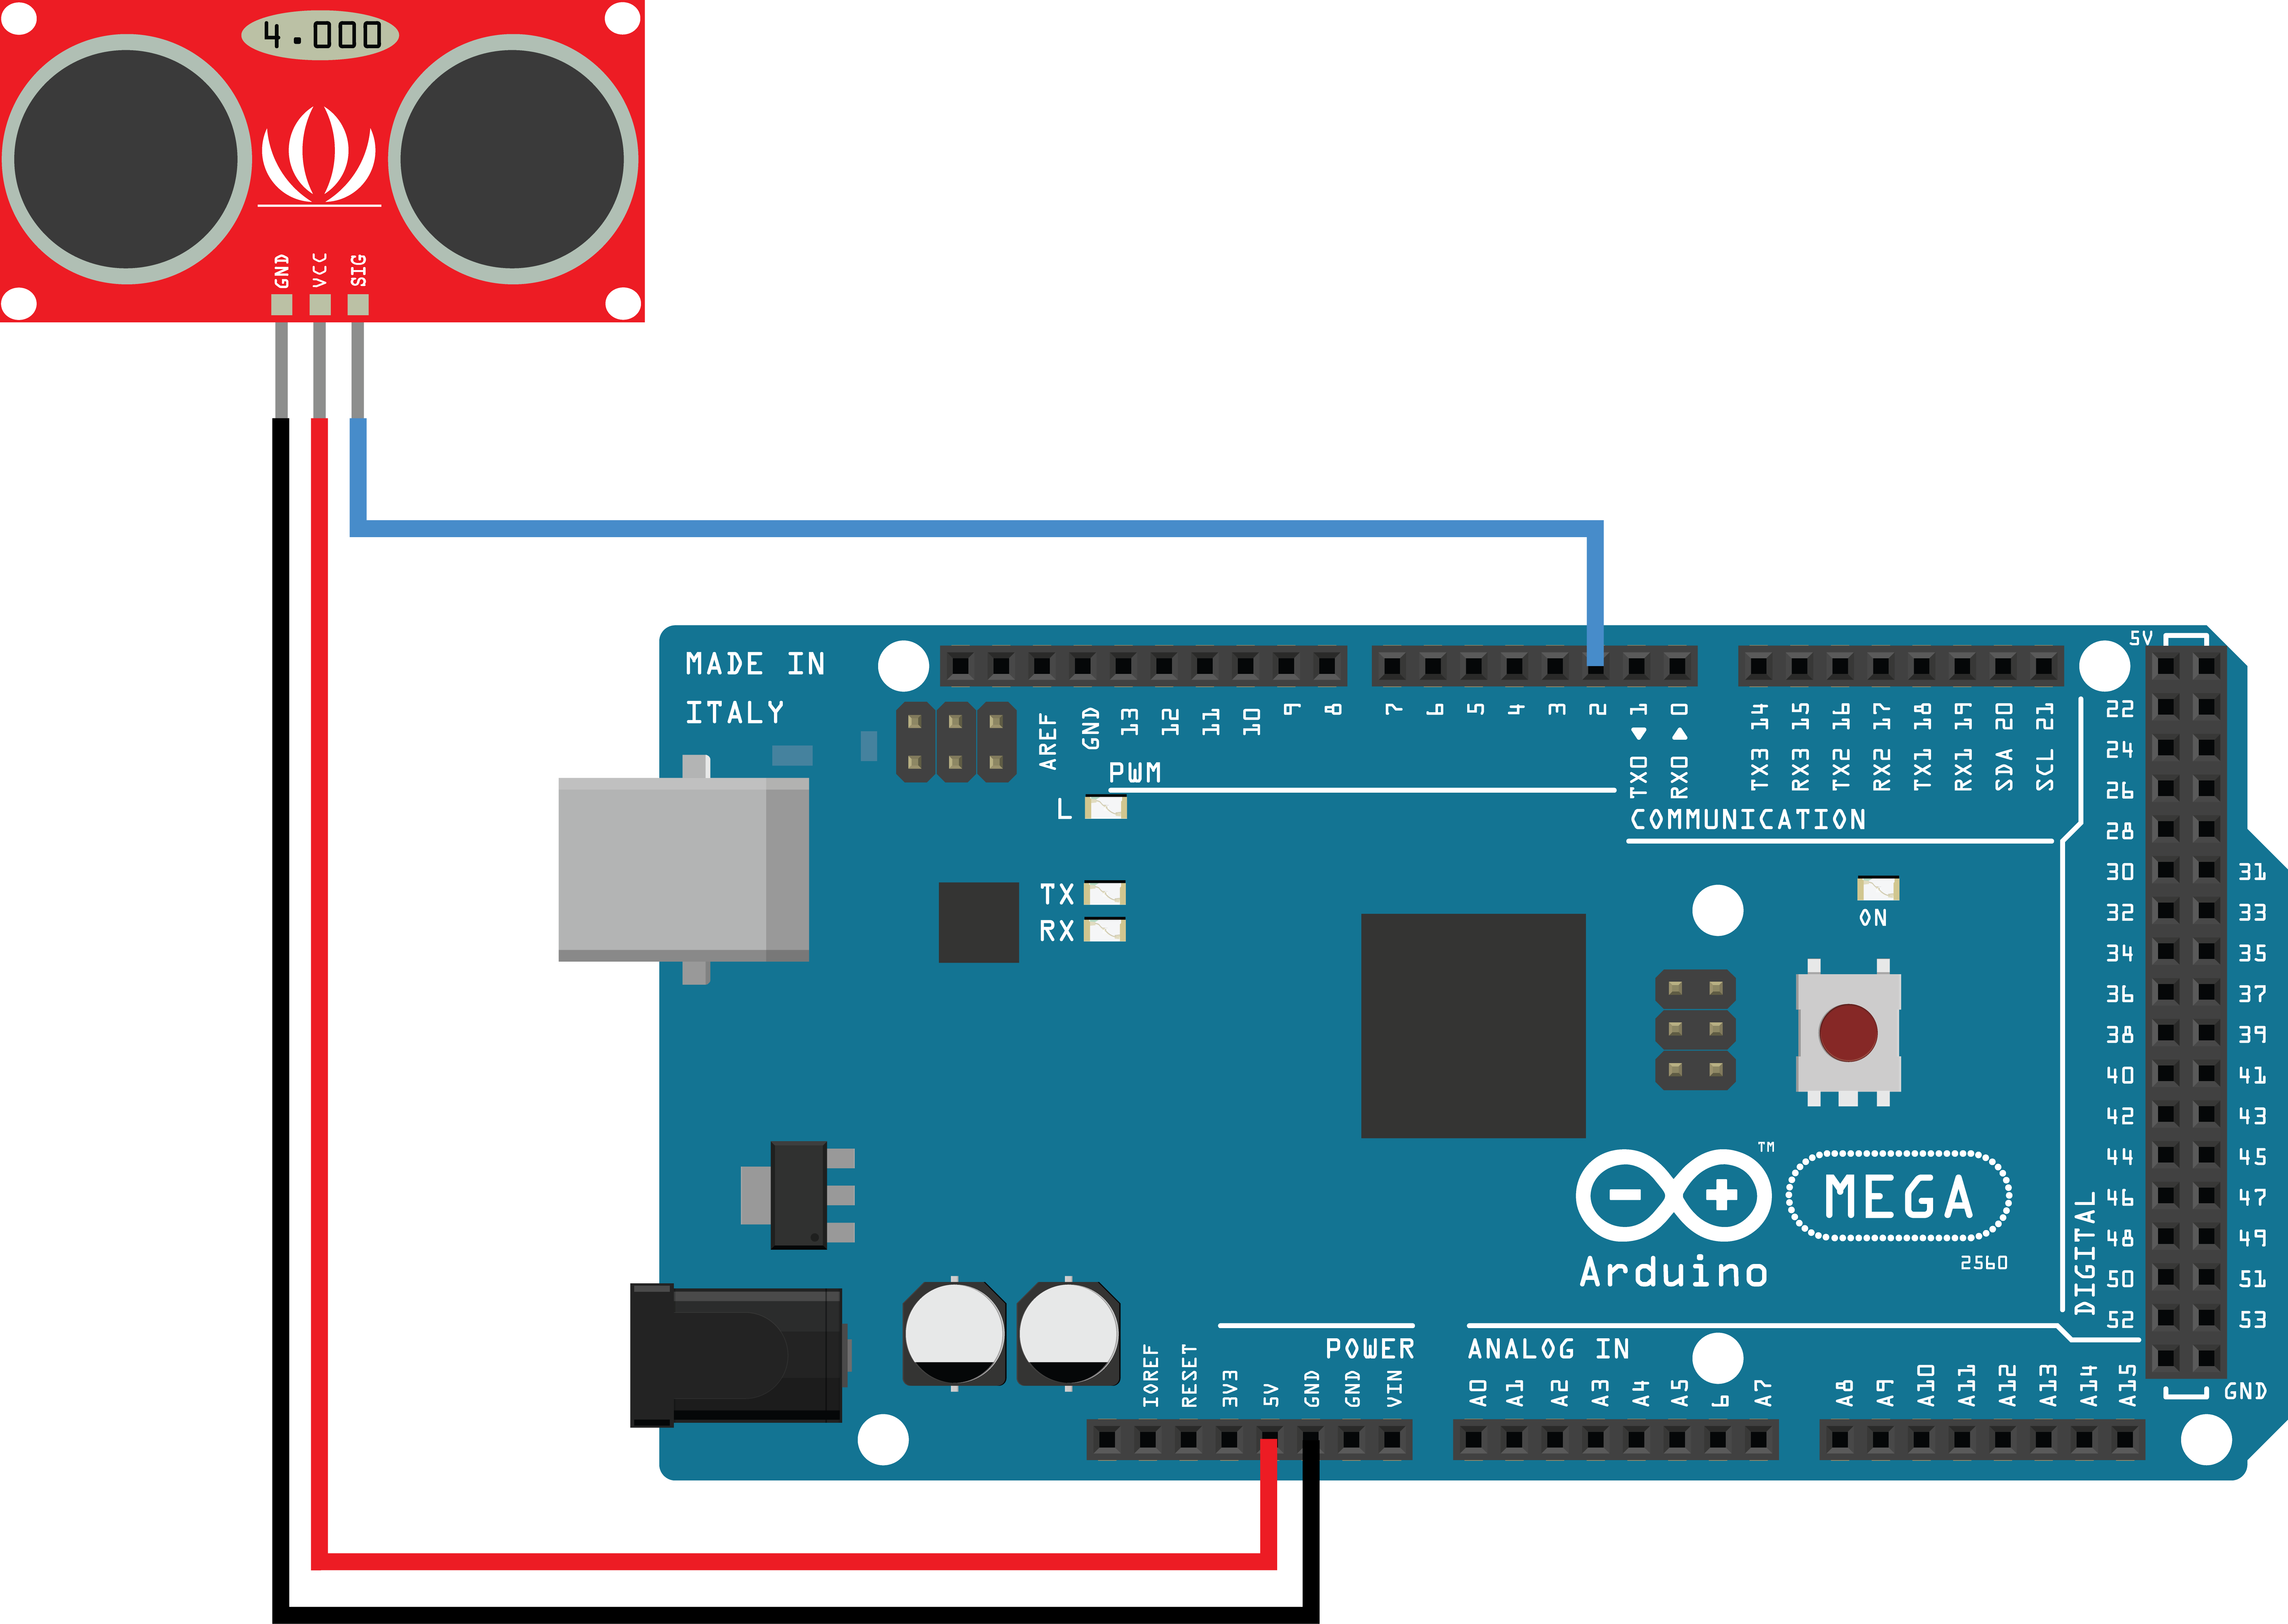 4.000
GND
VCC
SIG
MADE IN
ITALY
5V
AREF
GND
13
12
11
10
9
8
7
6
5
4
3
2
TX0 1
RX0 0
TX3 14
RX3 15
TX2 16
RX2 17
TX1 18
RX1 19
SDA 20
SCL 21
PWM
L
COMMUNICATION
TX
RX
ON
22
24
26
28
30 31
32 33
34 35
36 37
38 39
40 41
42 43
44 45
46 47
48 49
50 51
52 53
DIGITAL
TM
MEGA
2560
Arduino
POWER
ANALOG IN
IOREF
RESET
3V3
5V
GND
GND
VIN
A0
A1
A2
A3
A4
A5
6
A7
A8
A9
A10
A11
A12
A13
A14
A15
GND